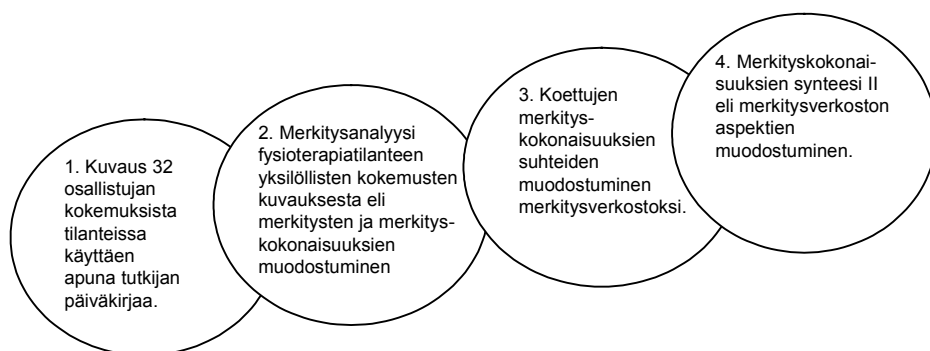 1. Kuvaus 32
osallistujan
kokemuksista
tilanteissa
käyttäen
apuna tutkijan
päiväkirjaa.
2. Merkitysanalyysi
fysioterapiatilanteen
yksilöllisten kokemusten
kuvauksesta eli
merkitysten ja merkitys-
kokonaisuuksien
muodostuminen
3. Koettujen
merkitys-
kokonaisuuksien
suhteiden
muodostuminen
merkitysverkostoksi.
4. Merkityskokonai-
suuksien synteesi II
eli merkitysverkoston
aspektien
muodostuminen.